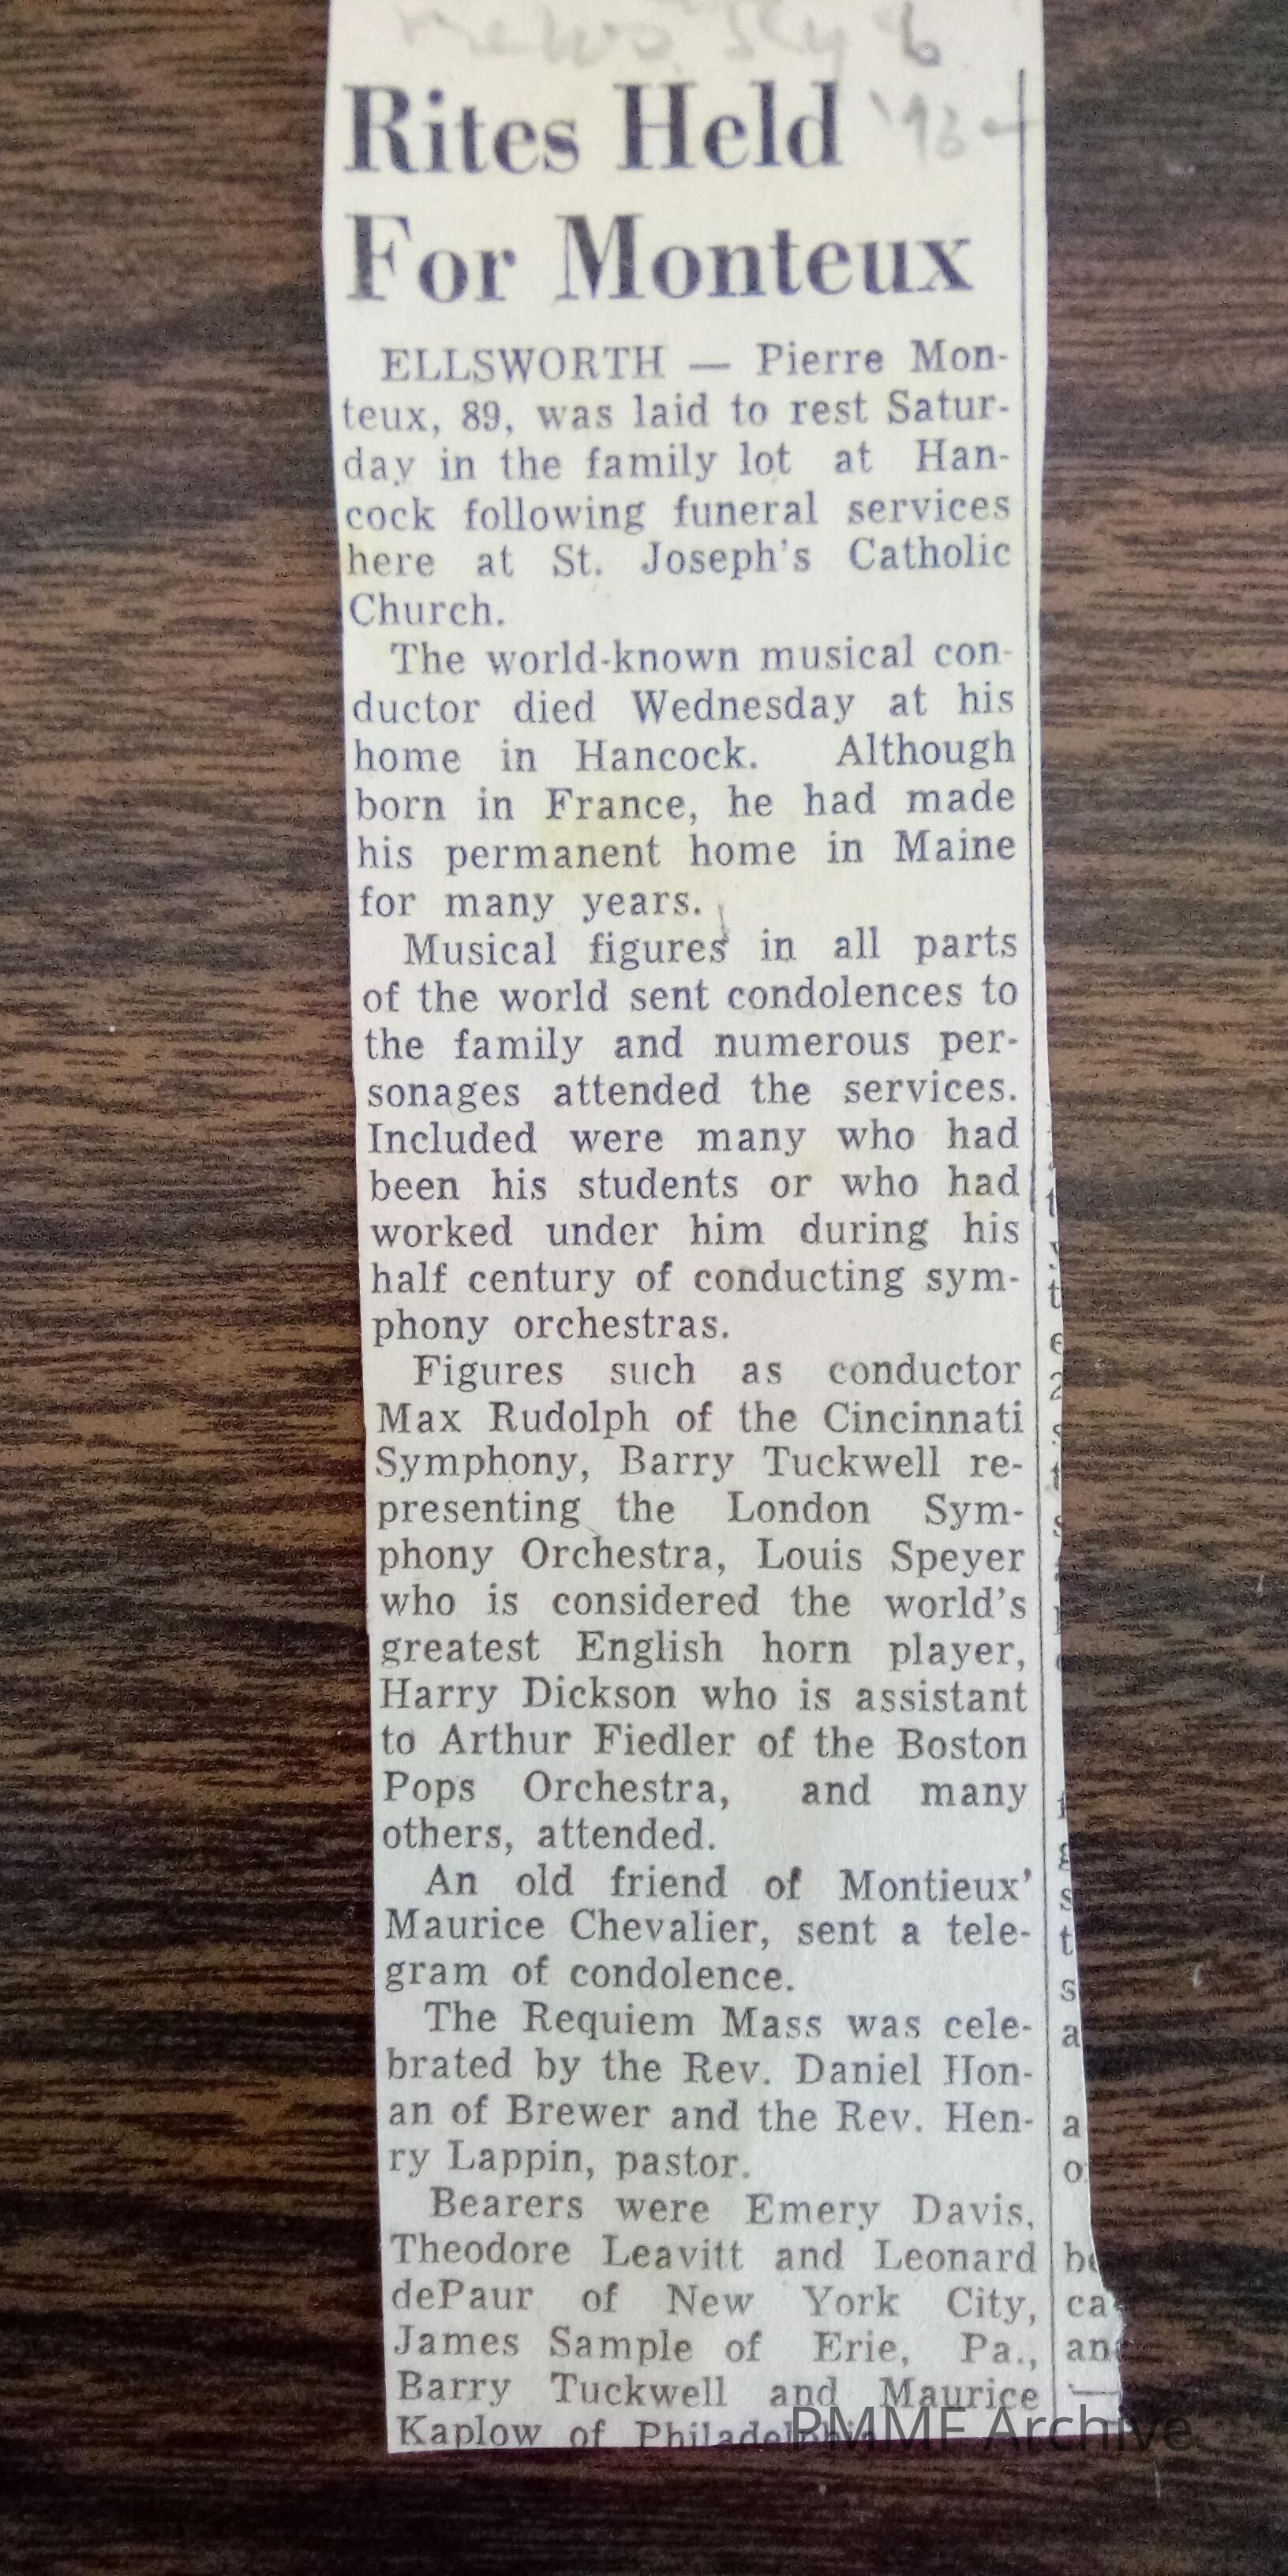 Rites Held
For Monteux
ELLSWORTH — Pierre Mon-
teux, 89, was laid to rest Satur-
day in the family lot at Han-
cock following funeral services
here at St. Joseph's Catholic
Church.
The world-known musical con-
ductor died Wednesday at his
home in Hancock. Although
born in France, he had made
his permanent home in Maine
for many years.
Musical figures in all parts
of the world sent condolences to
the family and numerous per-
sonages attended the services.
Included were many who had
been his students or who had
worked under him during his
half century of conducting sym-
phony orchestras.
Figures such as conductor
Max Rudolph of the Cincinnati
Symphony, Barry Tuckwell re-
presenting the London Sym-
phony Orchestra, Louis Speyer
who is considered the world's
greatest English horn player,
Harry Dickson who is assistant
to Arthur Fiedler of the Boston
Pops Orchestra, and many
others, attended.
An old friend of Montieux'
Maurice Chevalier, sent a tele-
gram of condolence.
The Requiem Mass was cele-
brated by the Rev. Daniel Hon-
an of Brewer and the Rev. Hen-
ry Lappin, pastor.
Bearers were Emery Davis,
Theodore Leavitt and Leonard
dePaur of New York City,
James Sample of Erie, Pa.,
Barry Tuckwell and Maurice
Kaplow of Philadelphia
PMMF Archive